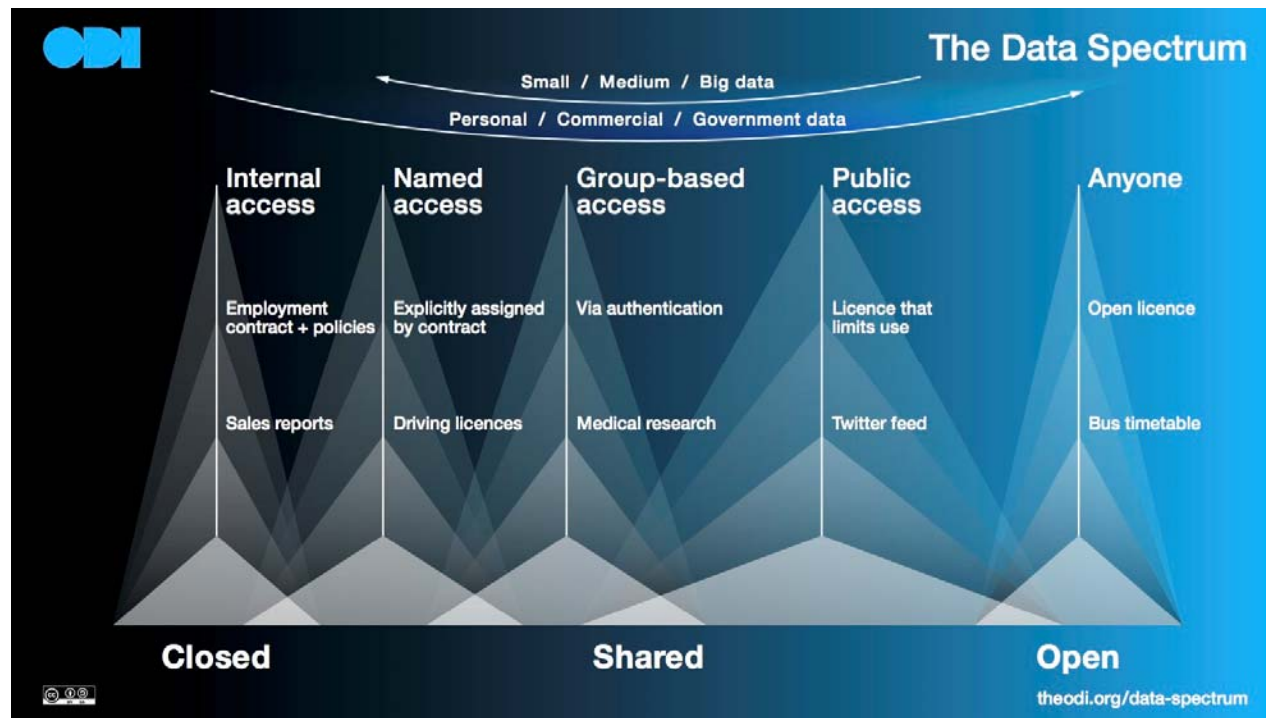 ODI
The Data Spectrum
Small / Medium / Big data
Personal / Commercial / Government data
Internal
access
Named
access
Group-based
access
Public
access
Anyone
Employment
contract + policies
Explicitly assigned
by contract
Via authentication
Licence that
limits use
Open licence
Sales reports
Driving licences
Medical research
Twitter feed
Bus timetable
Closed
Shared
Open
theodi.org/data-spectrum